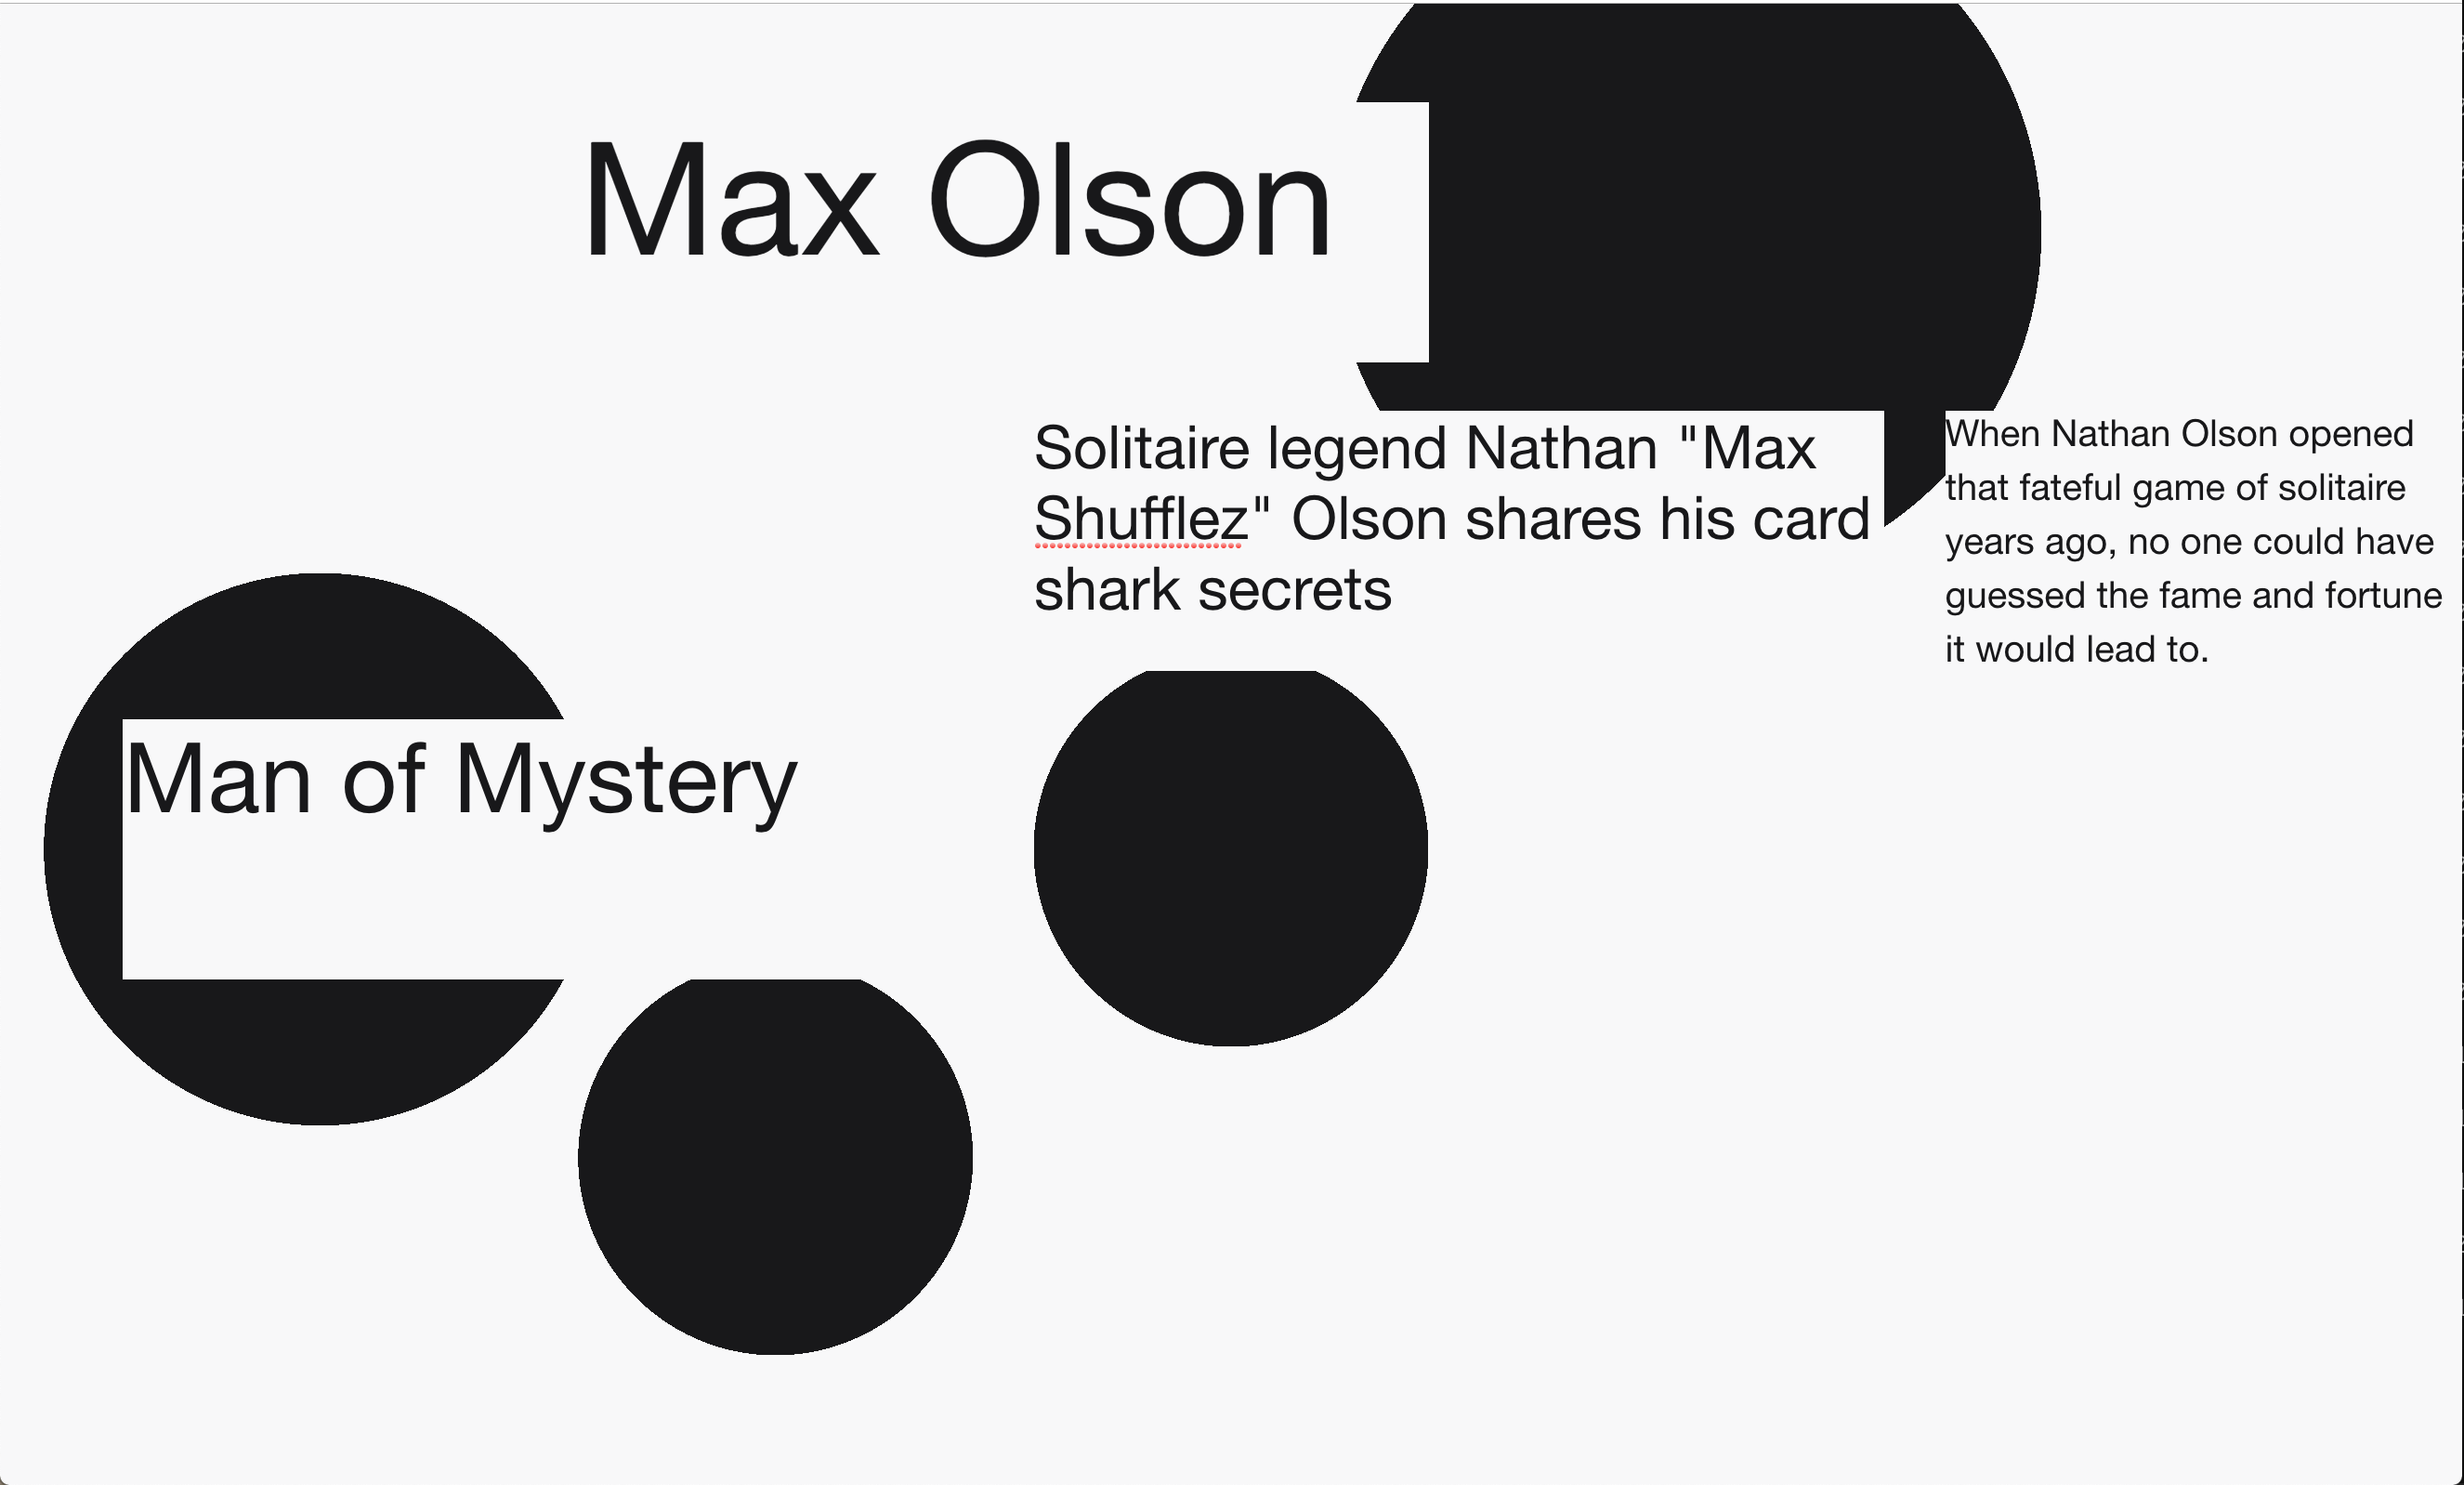 Max Olson
Solitaire legend Nathan "Max
Shufflez" Olson shares his card
shark secrets
When Nathan Olson opened
that fateful game of solitaire
years ago, no one could have
guessed the fame and fortune
it would lead to.
Man of Mystery